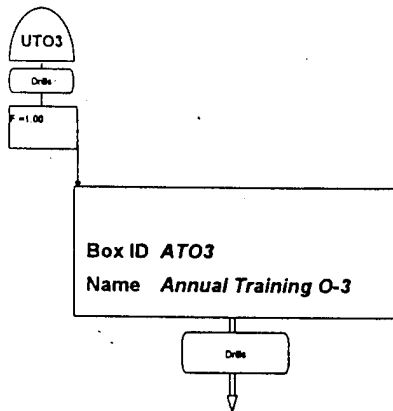 UTO3
Drills
F =1.00
Box ID ATO3
Name Annual Training O-3
Drills